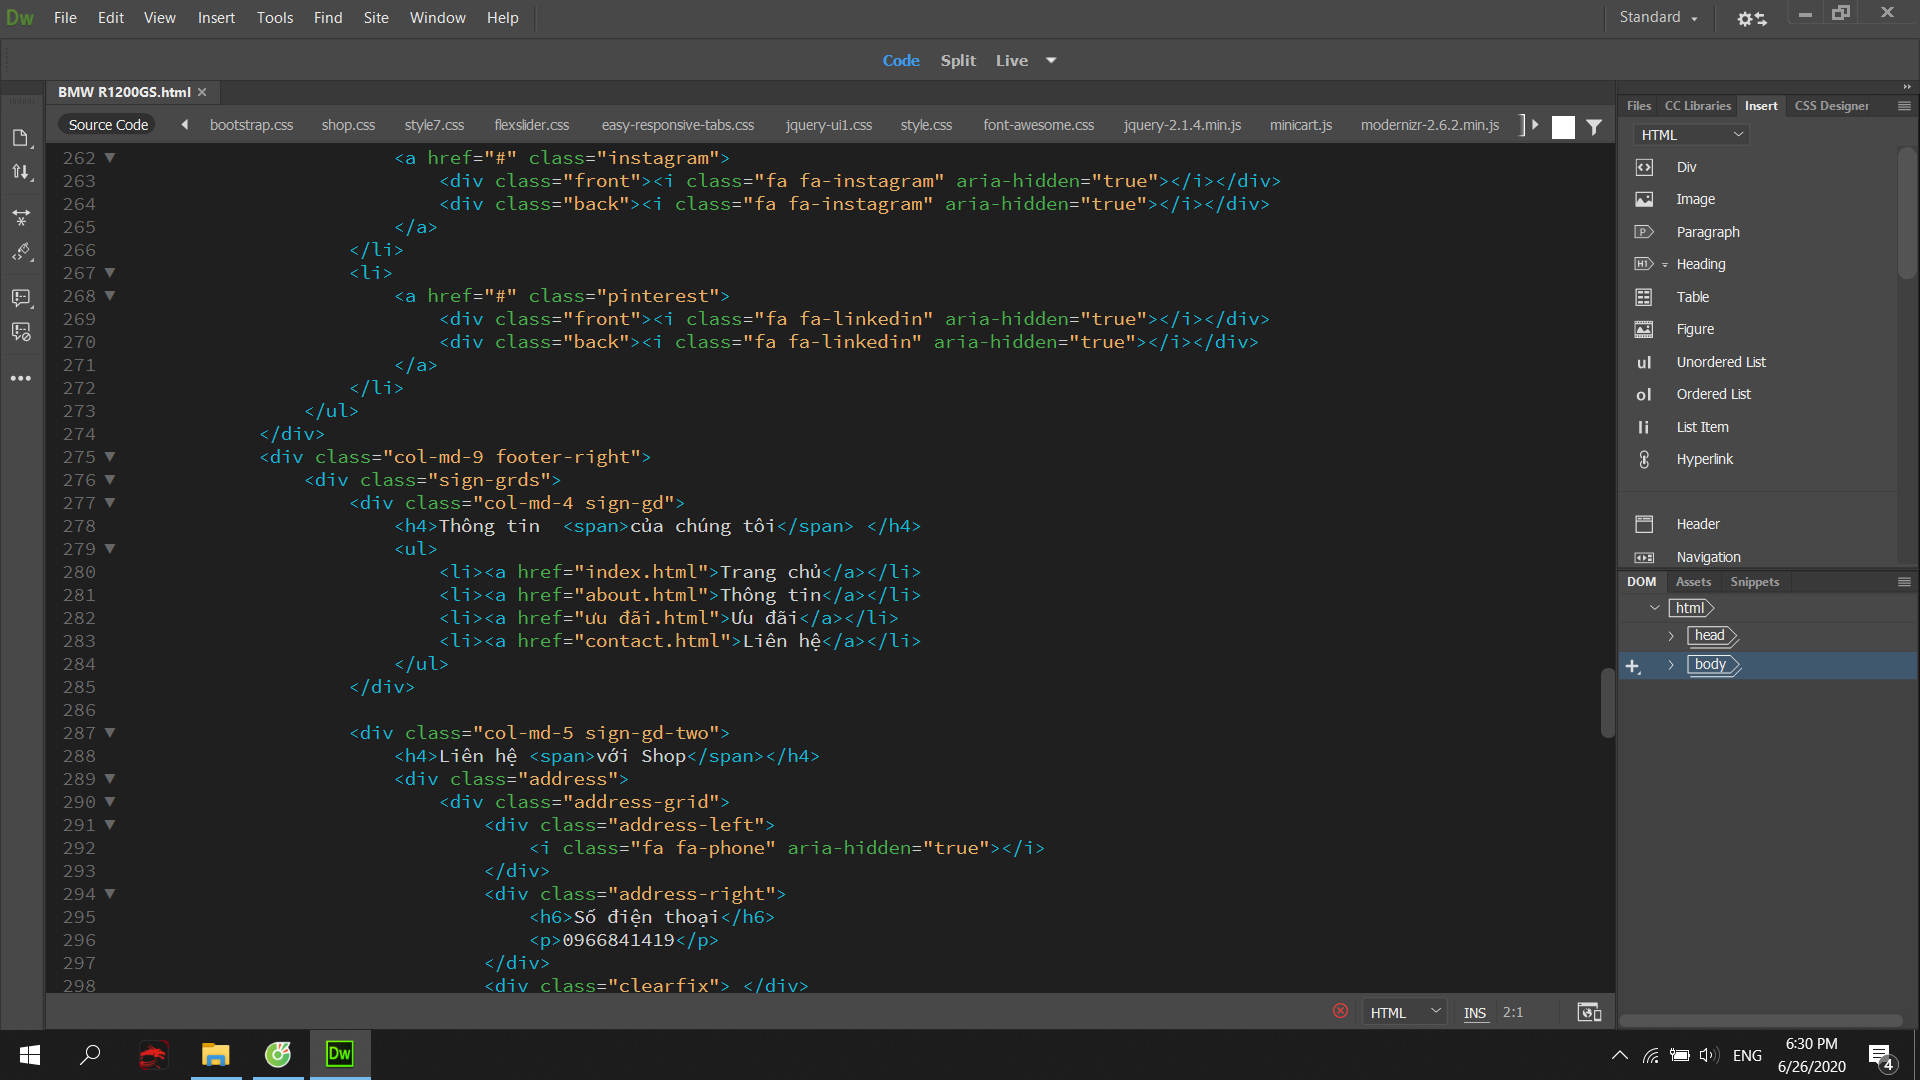 Dw File Edit View Insert Tools Find Site Window Help Standard
Code Split Live
BMW R1200GS.html
Source Code bootstrap.css shop.css style7.css flexslider.css easy-responsive-tabs.css jquery-ui1.css style.css font-awesome.css jquery-2.1.4.min.js minicart.js modernizr-2.6.2.min.js
262 <a href="#" class="instagram">
263 <div class="front"><i class="fa fa-instagram" aria-hidden="true"></i></div>
264 <div class="back"><i class="fa fa-instagram" aria-hidden="true"></i></div>
265 </a>
266 </li>
267 <li>
268 <a href="#" class="pinterest">
269 <div class="front"><i class="fa fa-linkedin" aria-hidden="true"></i></div>
270 <div class="back"><i class="fa fa-linkedin" aria-hidden="true"></i></div>
271 </a>
272 </li>
273 </ul>
274 </div>
275 <div class="col-md-9 footer-right">
276 <div class="sign-grds">
277 <div class="col-md-4 sign-gd">
278 <h4>Thông tin  <span>của chúng tôi</span> </h4>
279 <ul>
280 <li><a href="index.html">Trang chủ</a></li>
281 <li><a href="about.html">Thông tin</a></li>
282 <li><a href="ưu đãi.html">Ưu đãi</a></li>
283 <li><a href="contact.html">Liên hệ</a></li>
284 </ul>
285 </div>
286
287 <div class="col-md-5 sign-gd-two">
288 <h4>Liên hệ <span>với Shop</span></h4>
289 <div class="address">
290 <div class="address-grid">
291 <div class="address-left">
292 <i class="fa fa-phone" aria-hidden="true"></i>
293 </div>
294 <div class="address-right">
295 <h6>Số điện thoại</h6>
296 <p>0966841419</p>
297 </div>
298 <div class="clearfix"> </div>
HTML INS 2:1
Files CC Libraries Insert CSS Designer
HTML
Div
Image
P Paragraph
H1 Heading
Table
Figure
ul Unordered List
ol Ordered List
li List Item
Hyperlink
Header
Navigation
DOM Assets Snippets
html
head
body
Dw
ENG
6:30 PM
6/26/2020
4